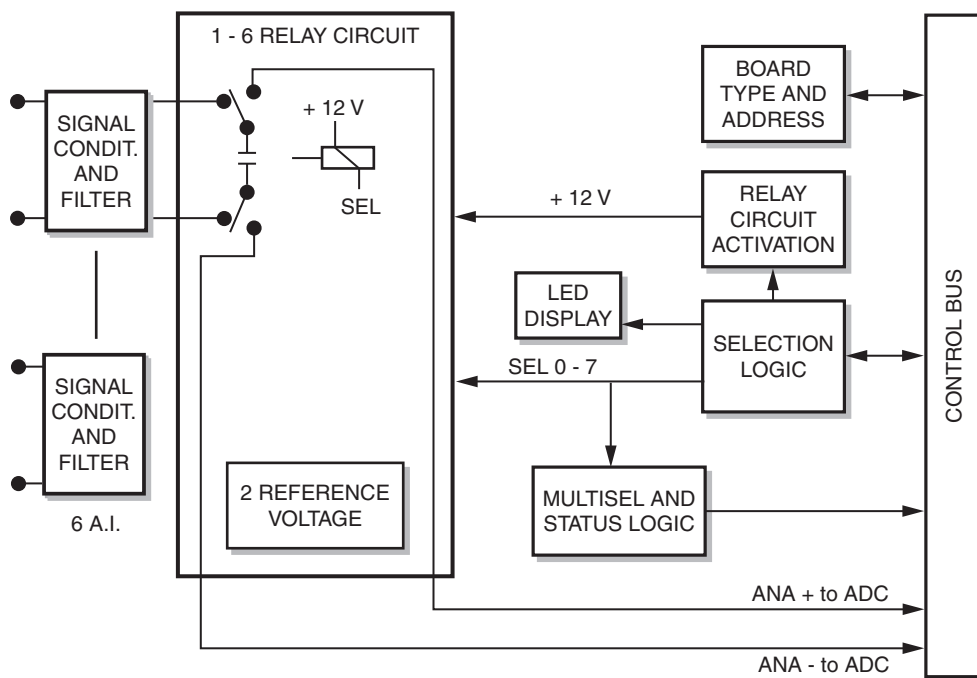 1 - 6 RELAY CIRCUIT
+ 12 V
SEL
SIGNAL
CONDIT.
AND
FILTER
SIGNAL
CONDIT.
AND
FILTER
6 A.I.
2 REFERENCE
VOLTAGE
BOARD
TYPE AND
ADDRESS
+ 12 V
RELAY
CIRCUIT
ACTIVATION
LED
DISPLAY
SEL 0 - 7
SELECTION
LOGIC
MULTISEL AND
STATUS LOGIC
ANA + to ADC
ANA - to ADC
CONTROL BUS